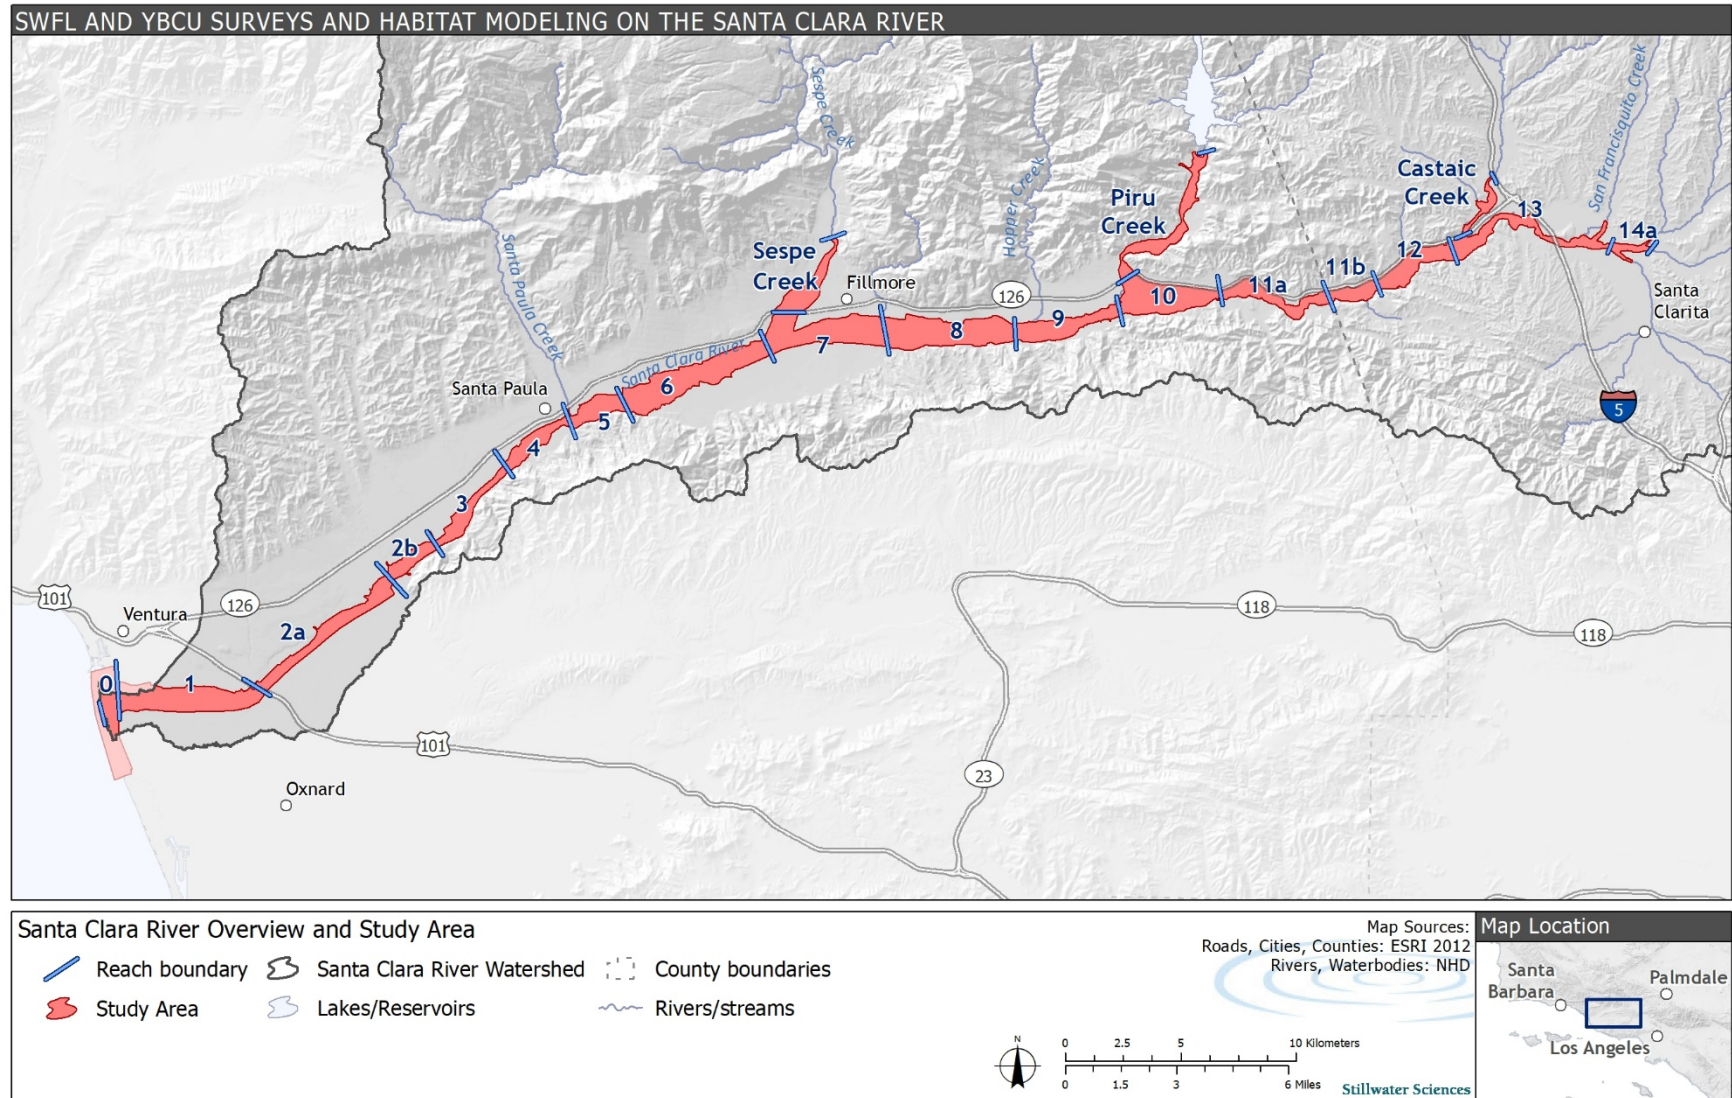 SWFL AND YBCU SURVEYS AND HABITAT MODELING ON THE SANTA CLARA RIVER
Sespe Creek
San Francisquito Creek
Hopper Creek
Castaic
Creek
Piru
Creek
13
14a
12
Santa Paula Creek
Sespe
Creek
Fillmore
126
10
11a
11b
Santa
Clarita
9
8
7
Santa Clara River
6
Santa Paula
5
5
4
3
2b
101
Ventura
126
2a
118
118
0
1
101
23
Oxnard
Santa Clara River Overview and Study Area
Reach boundary
Santa Clara River Watershed
County boundaries
Study Area
Lakes/Reservoirs
Rivers/streams
Map Sources:
Roads, Cities, Counties: ESRI 2012
Rivers, Waterbodies: NHD
N
0 2.5 5 10 Kilometers
0 1.5 3 6 Miles
Stillwater Sciences
Map Location
Santa
Barbara
Palmdale
Los Angeles